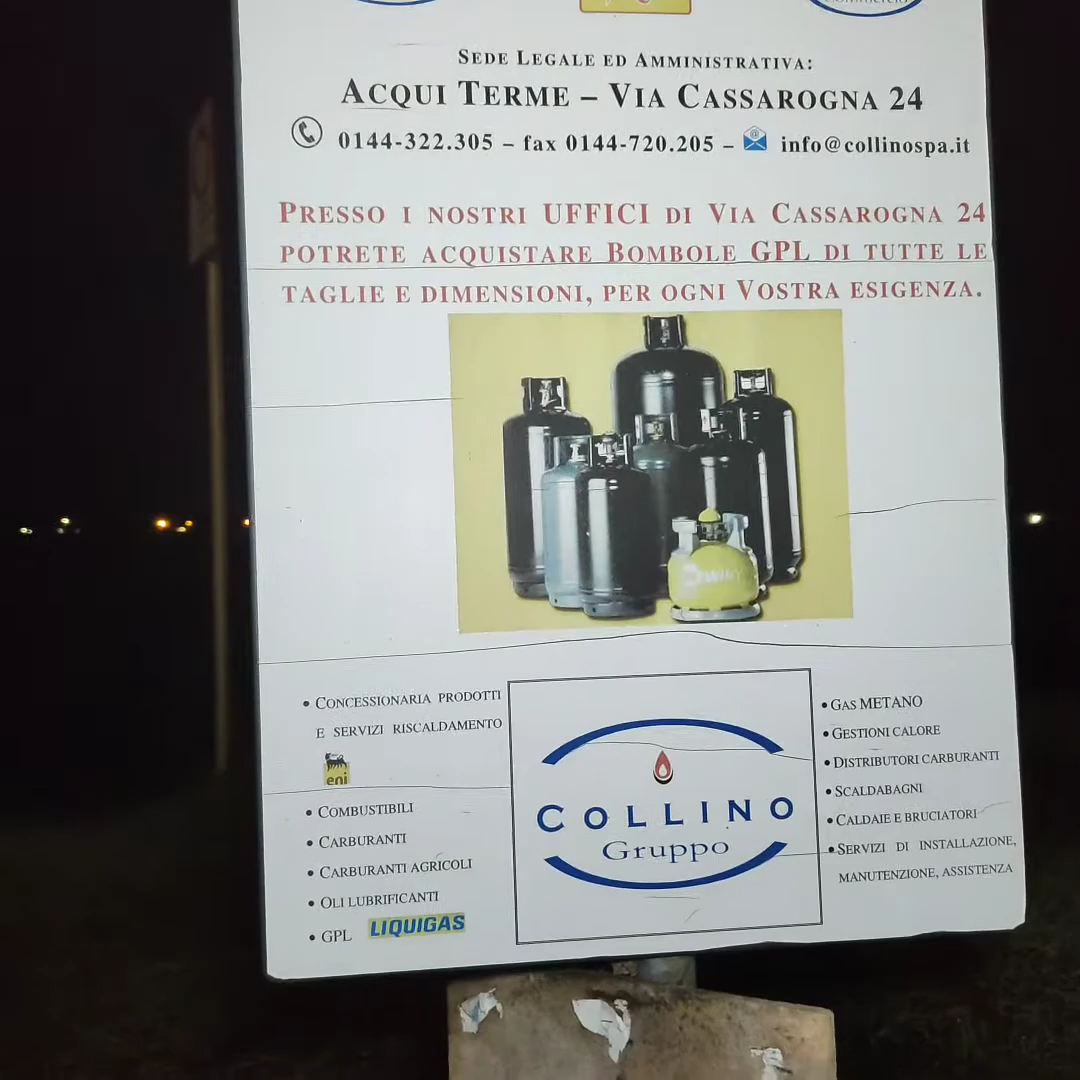 Commercio
SEDE LEGALE ED AMMINISTRATIVA:
ACQUI TERME – VIA CASSAROGNA 24
0144-322.305 – fax 0144-720.205 – info@collinospa.it
PRESSO I NOSTRI UFFICI DI VIA CASSAROGNA 24
POTRETE ACQUISTARE BOMBOLE GPL DI TUTTE LE
TAGLIE E DIMENSIONI, PER OGNI VOSTRA ESIGENZA.
• CONCESSIONARIA PRODOTTI
E SERVIZI RISCALDAMENTO
eni
• COMBUSTIBILI
• CARBURANTI
• CARBURANTI AGRICOLI
• OLI LUBRIFICANTI
• GPL LIQUIGAS
COLLINO
Gruppo
• GAS METANO
• GESTIONI CALORE
• DISTRIBUTORI CARBURANTI
• SCALDABAGNI
• CALDAIE E BRUCIATORI
• SERVIZI DI INSTALLAZIONE,
MANUTENZIONE, ASSISTENZA